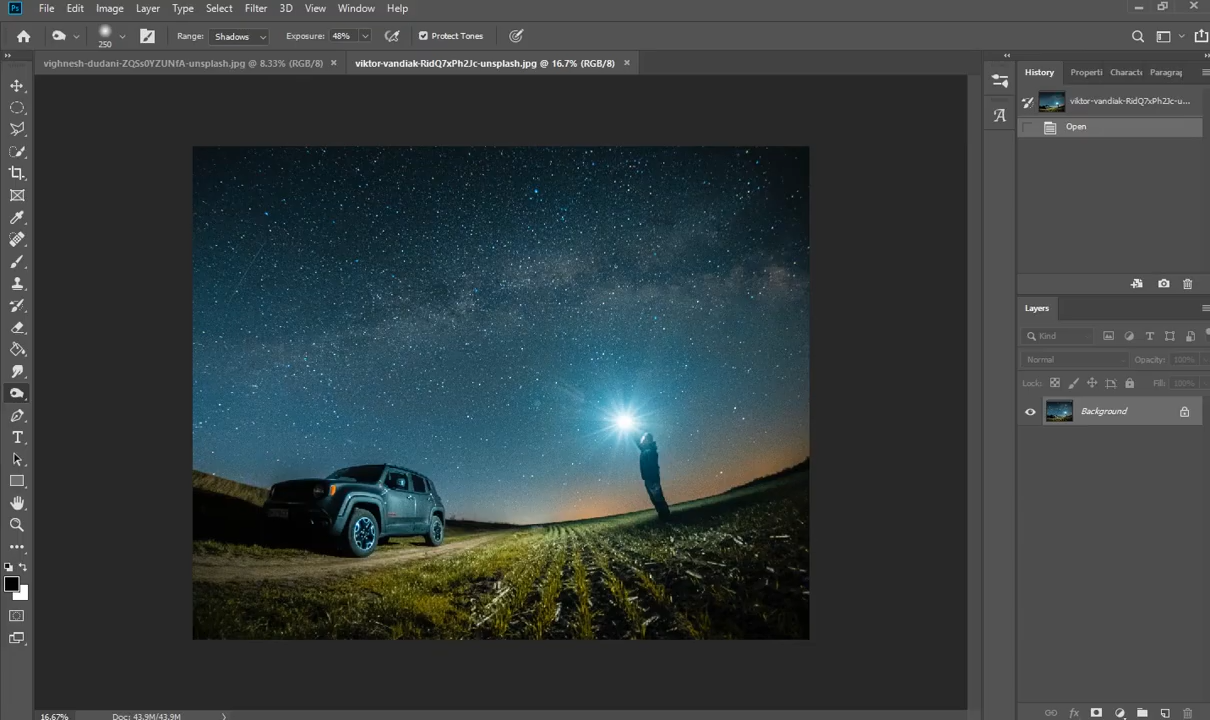 Ps File Edit Image Layer Type Select Filter 3D View Window Help
250 Range: Shadows Exposure: 48% Protect Tones
vighnesh-dudani-ZQSs0YZUNfA-unsplash.jpg @ 8.33% (RGB/8) × viktor-vandiak-RidQ7xPh2Jc-unsplash.jpg @ 16.7% (RGB/8) ×
History Properti Characte Paragra
viktor-vandiak-RidQ7xPh2Jc-u...
Open
Layers
Kind
Normal Opacity: 100%
Lock: Fill: 100%
Background
16.67% Doc: 43.9M/43.9M